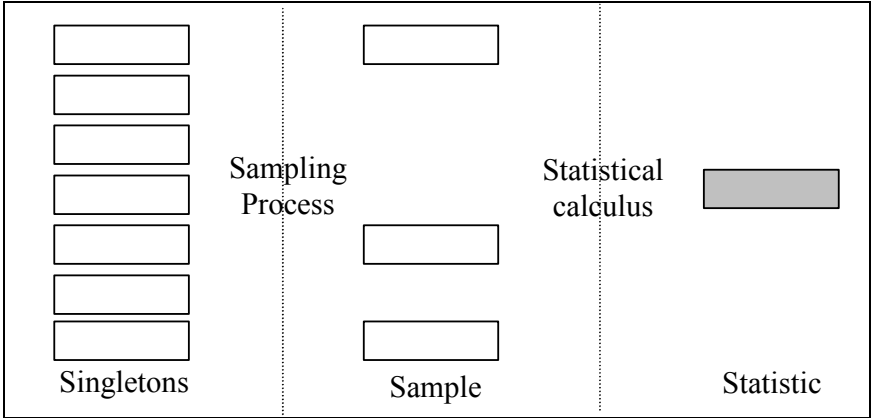 Sampling
Process
Statistical
calculus
Singletons
Sample
Statistic